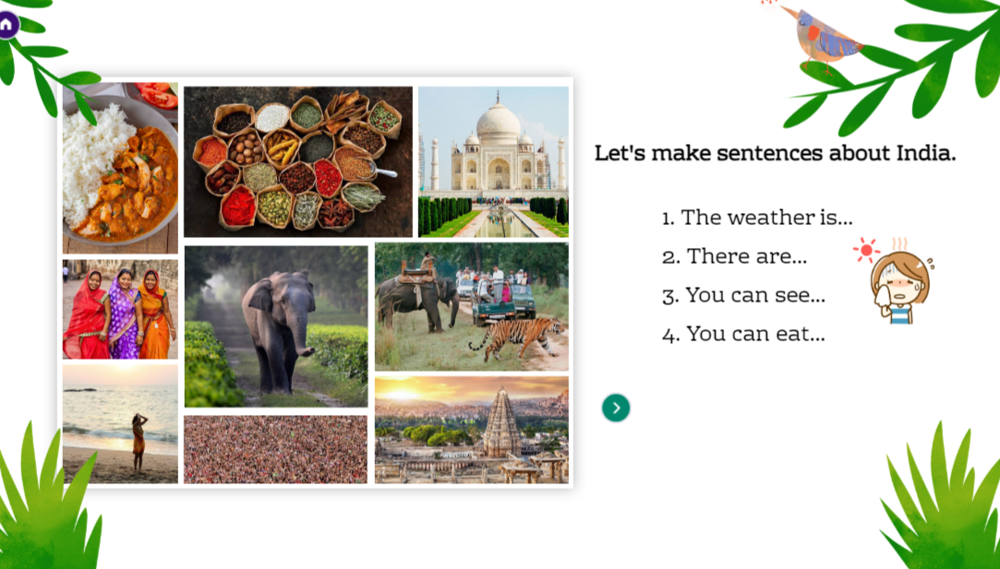 Let's make sentences about India.
1. The weather is...
2. There are...
3. You can see...
4. You can eat...